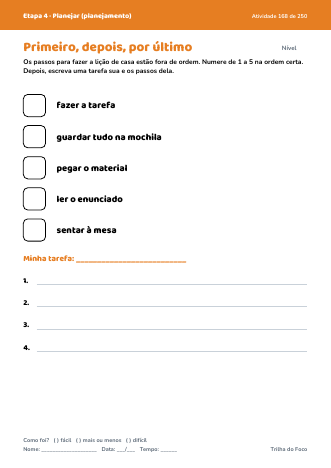 Etapa 4 - Planejar (planejamento)
Atividade 168 de 250
Primeiro, depois, por último
Nível
Os passos para fazer a lição de casa estão fora de ordem. Numere de 1 a 5 na ordem certa.
Depois, escreva uma tarefa sua e os passos dela.
fazer a tarefa
guardar tudo na mochila
pegar o material
ler o enunciado
sentar à mesa
Minha tarefa: ____________________________
1.
2.
3.
4.
Como foi? ( ) fácil ( ) mais ou menos ( ) difícil
Nome: ____________________ Data: ___/___ Tempo: ______
Trilha do Foco